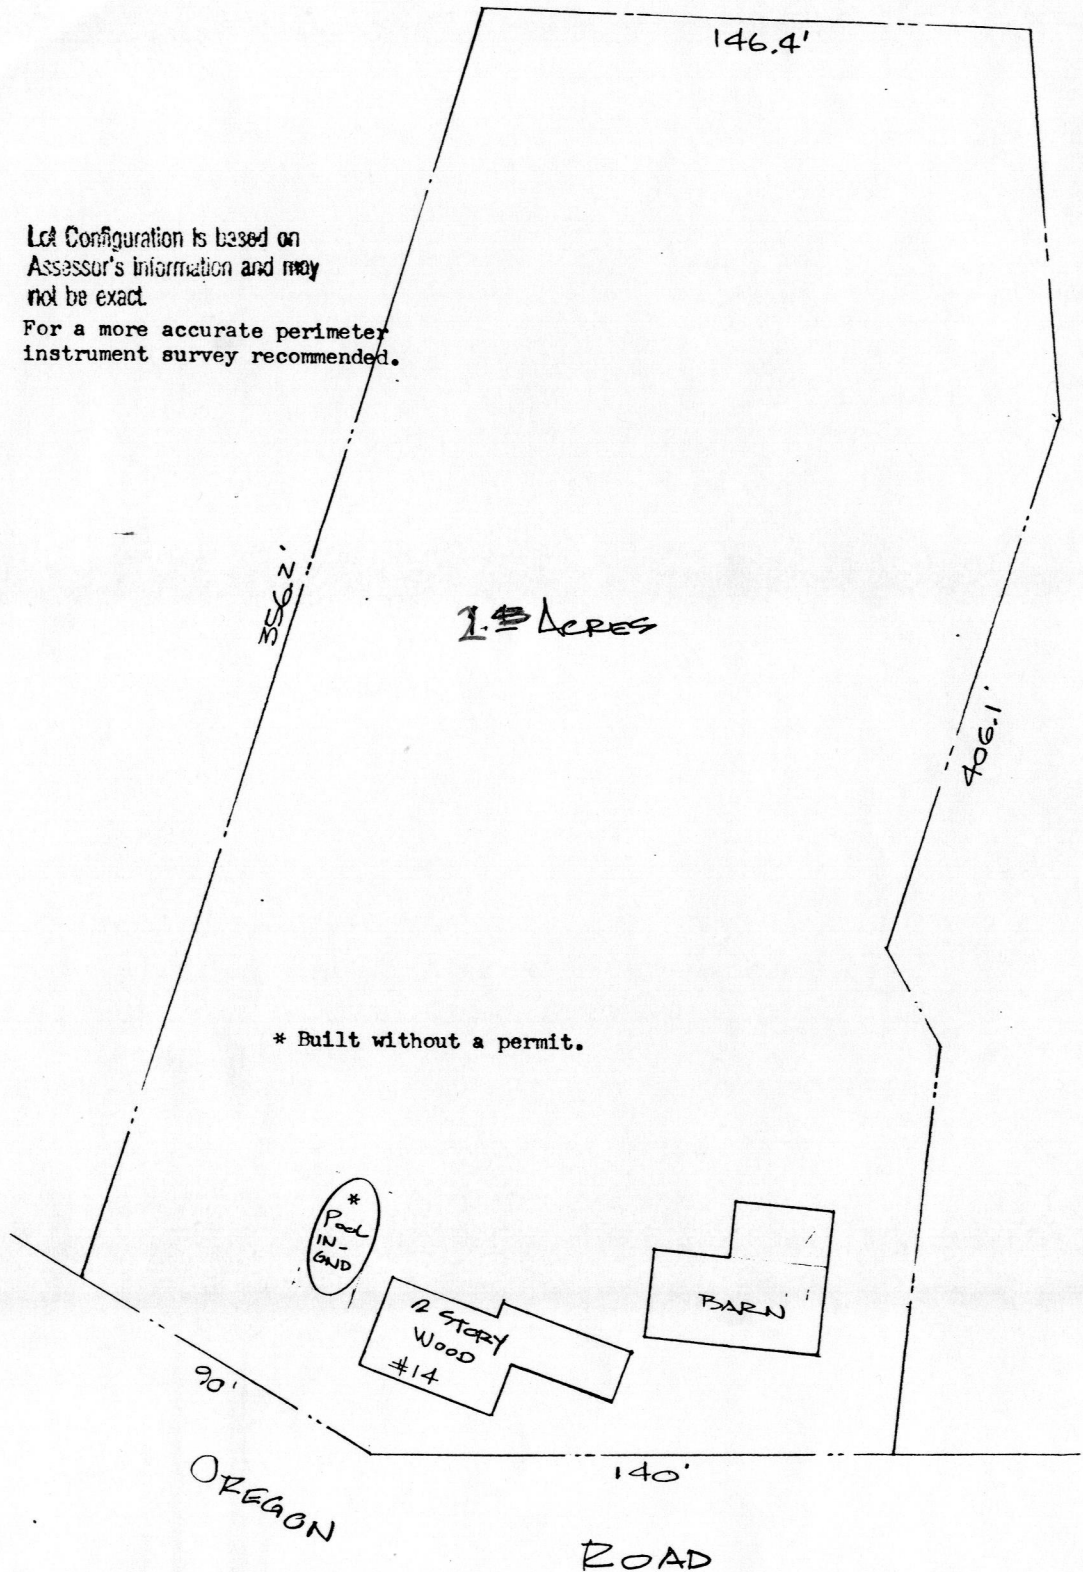 146.4'
Lot Configuration is based on
Assessor's information and may
not be exact.
For a more accurate perimeter
instrument survey recommended.
356.2'
ACRES
406.1'
* Built without a permit.
*
Pool
IN-
GND
2 STORY
WOOD
#14
BARN
90'
140'
OREGON
ROAD